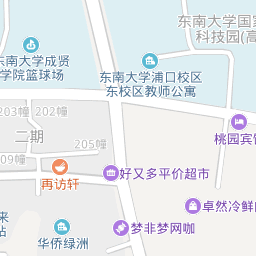 东南大学国家
科技园(高
东南大学成贤
学院篮球场
东南大学浦口校区
东校区教师公寓
203幢
202幢
桃园宾馆
二期
205幢
209幢
再访轩
好又多平价超市
卓然冷鲜
来
站
华侨绿洲
梦非梦网咖